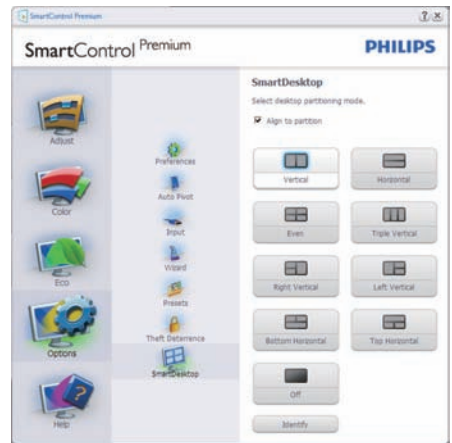 SmartControl Premium
SmartControl Premium
PHILIPS
Adjust
Color
Eco
Options
Help
Preferences
Auto Pivot
Input
Wizard
Presets
Theft Deterrence
SmartDesktop
SmartDesktop
Select desktop partitioning mode.
Align to partition
Vertical
Horizontal
Even
Triple Vertical
Right Vertical
Left Vertical
Bottom Horizontal
Top Horizontal
Off
Identify